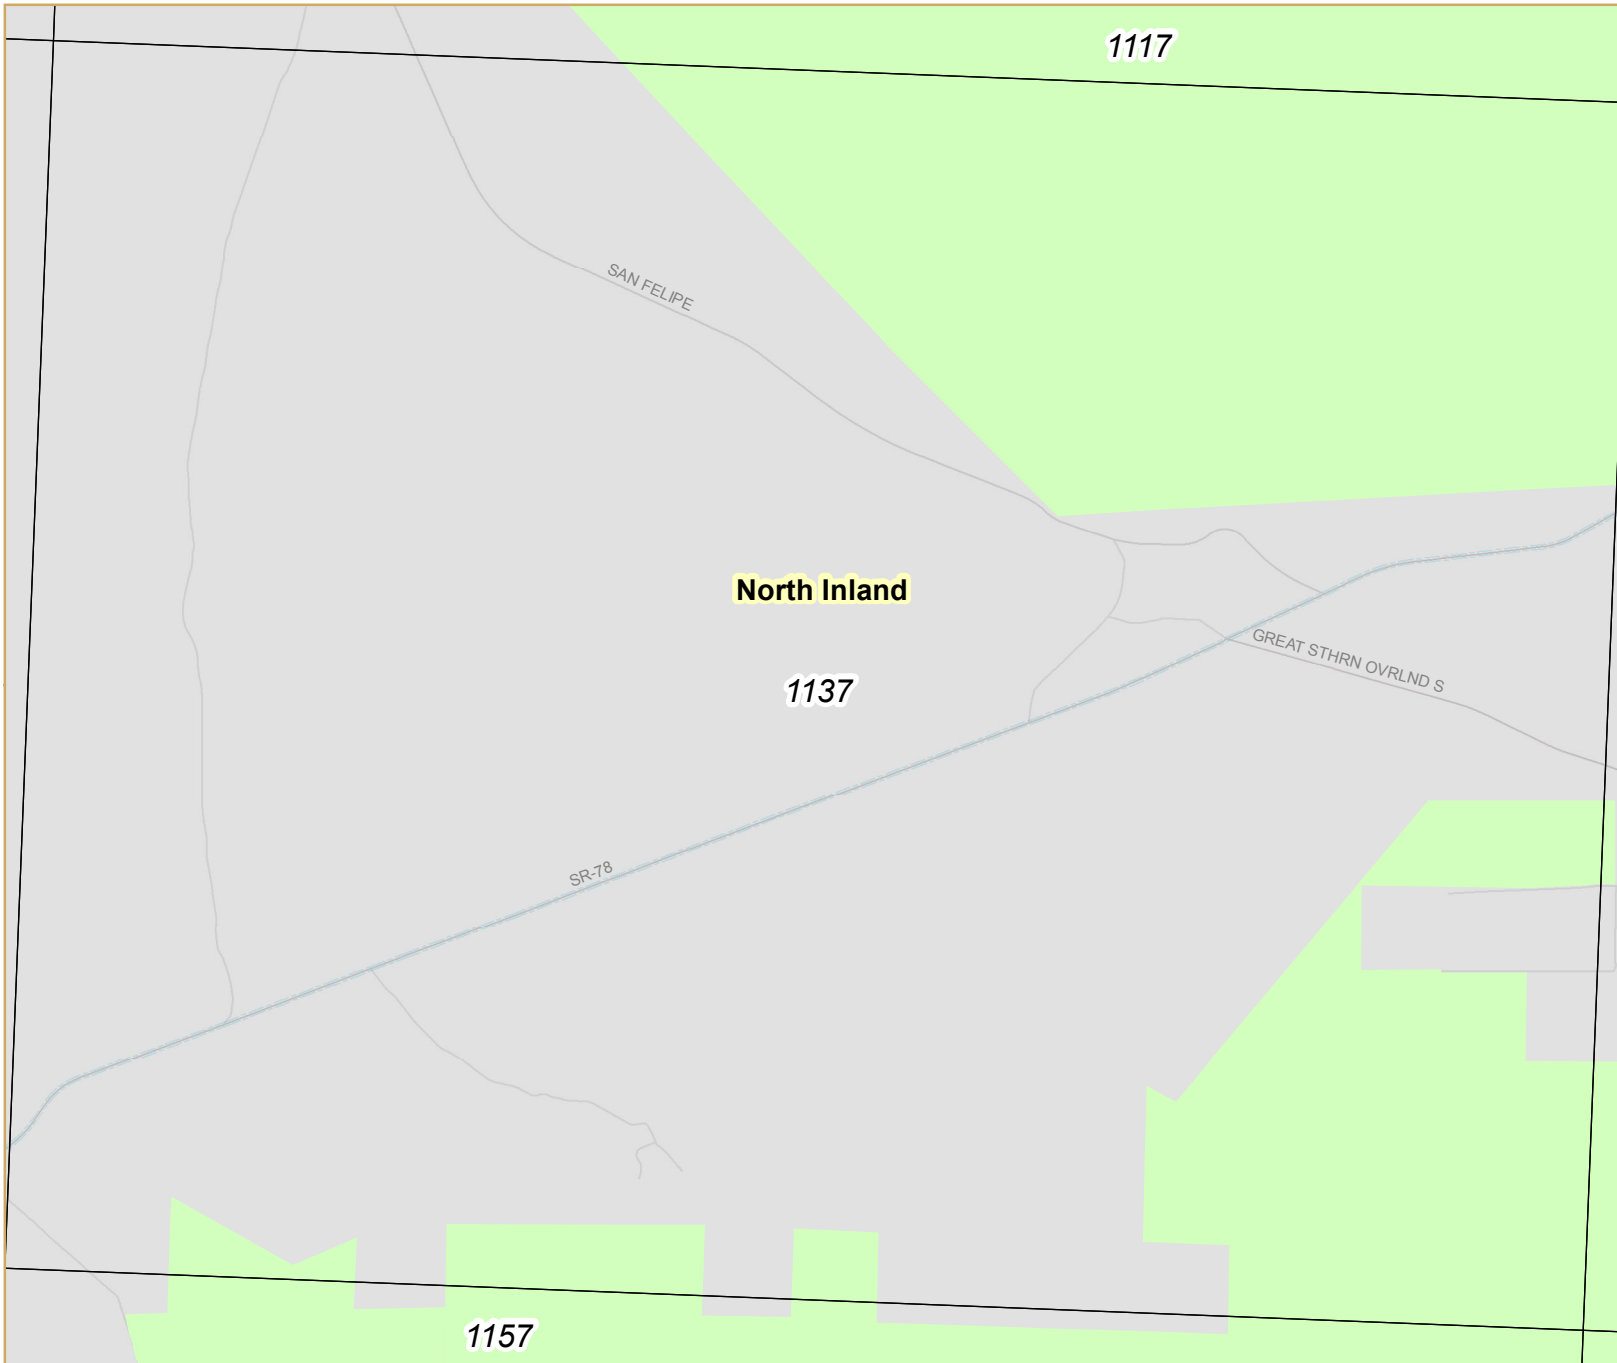 1117
SAN FELIPE
North Inland
GREAT STHRN OVRLND S
1137
SR-78
1157